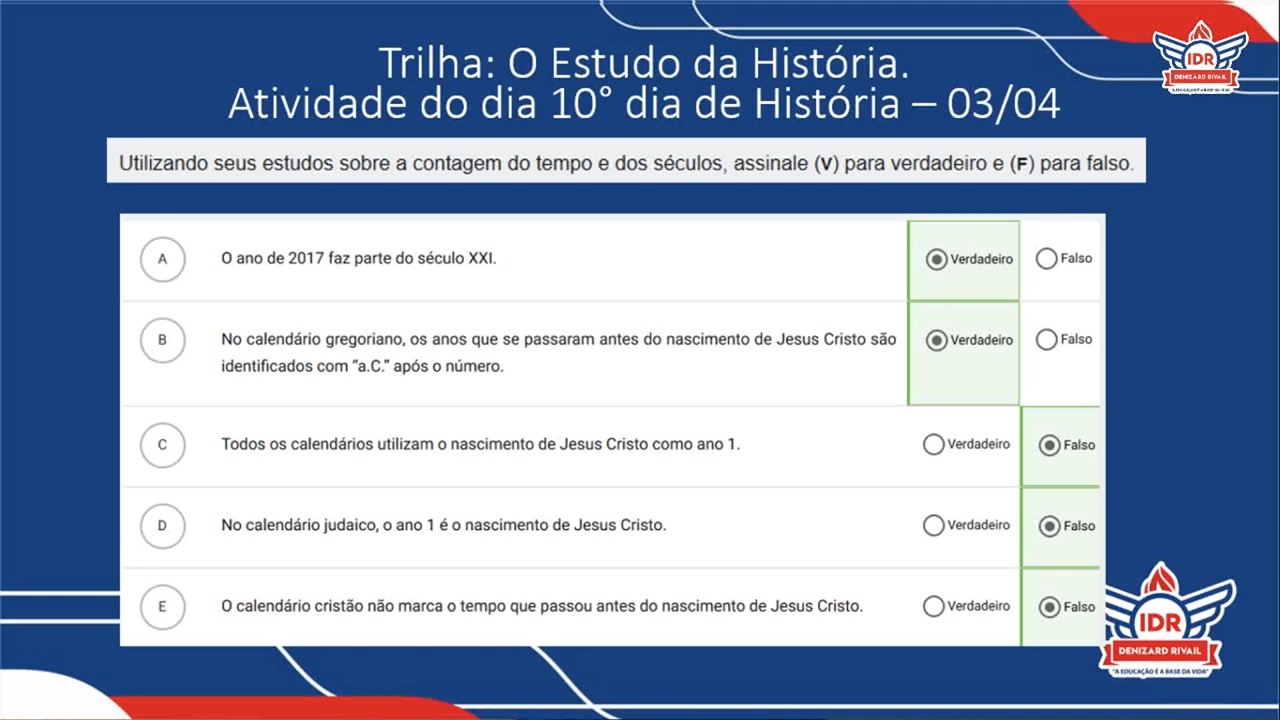 Trilha: O Estudo da História.
Atividade do dia 10° dia de História – 03/04
IDR
DENIZARD RIVAIL
"A EDUCAÇÃO É A BASE DA VIDA"
Utilizando seus estudos sobre a contagem do tempo e dos séculos, assinale (V) para verdadeiro e (F) para falso.
A O ano de 2017 faz parte do século XXI. Verdadeiro Falso
B No calendário gregoriano, os anos que se passaram antes do nascimento de Jesus Cristo são Verdadeiro Falso
identificados com “a.C.” após o número.
C Todos os calendários utilizam o nascimento de Jesus Cristo como ano 1. Verdadeiro Falso
D No calendário judaico, o ano 1 é o nascimento de Jesus Cristo. Verdadeiro Falso
E O calendário cristão não marca o tempo que passou antes do nascimento de Jesus Cristo. Verdadeiro Falso
IDR
DENIZARD RIVAIL
"A EDUCAÇÃO É A BASE DA VIDA"